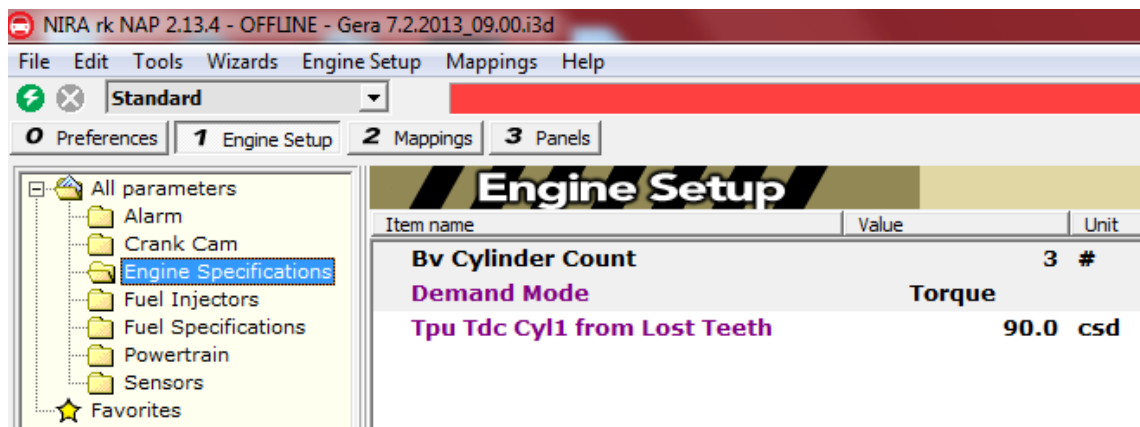 NIRA rk NAP 2.13.4 - OFFLINE - Gera 7.2.2013_09.00.i3d
File Edit Tools Wizards Engine Setup Mappings Help
Standard
0 Preferences 1 Engine Setup 2 Mappings 3 Panels
All parameters
Alarm
Crank Cam
Engine Specifications
Fuel Injectors
Fuel Specifications
Powertrain
Sensors
Favorites
Engine Setup
Item name Value Unit
Bv Cylinder Count 3 #
Demand Mode Torque
Tpu Tdc Cyl1 from Lost Teeth 90.0 csd